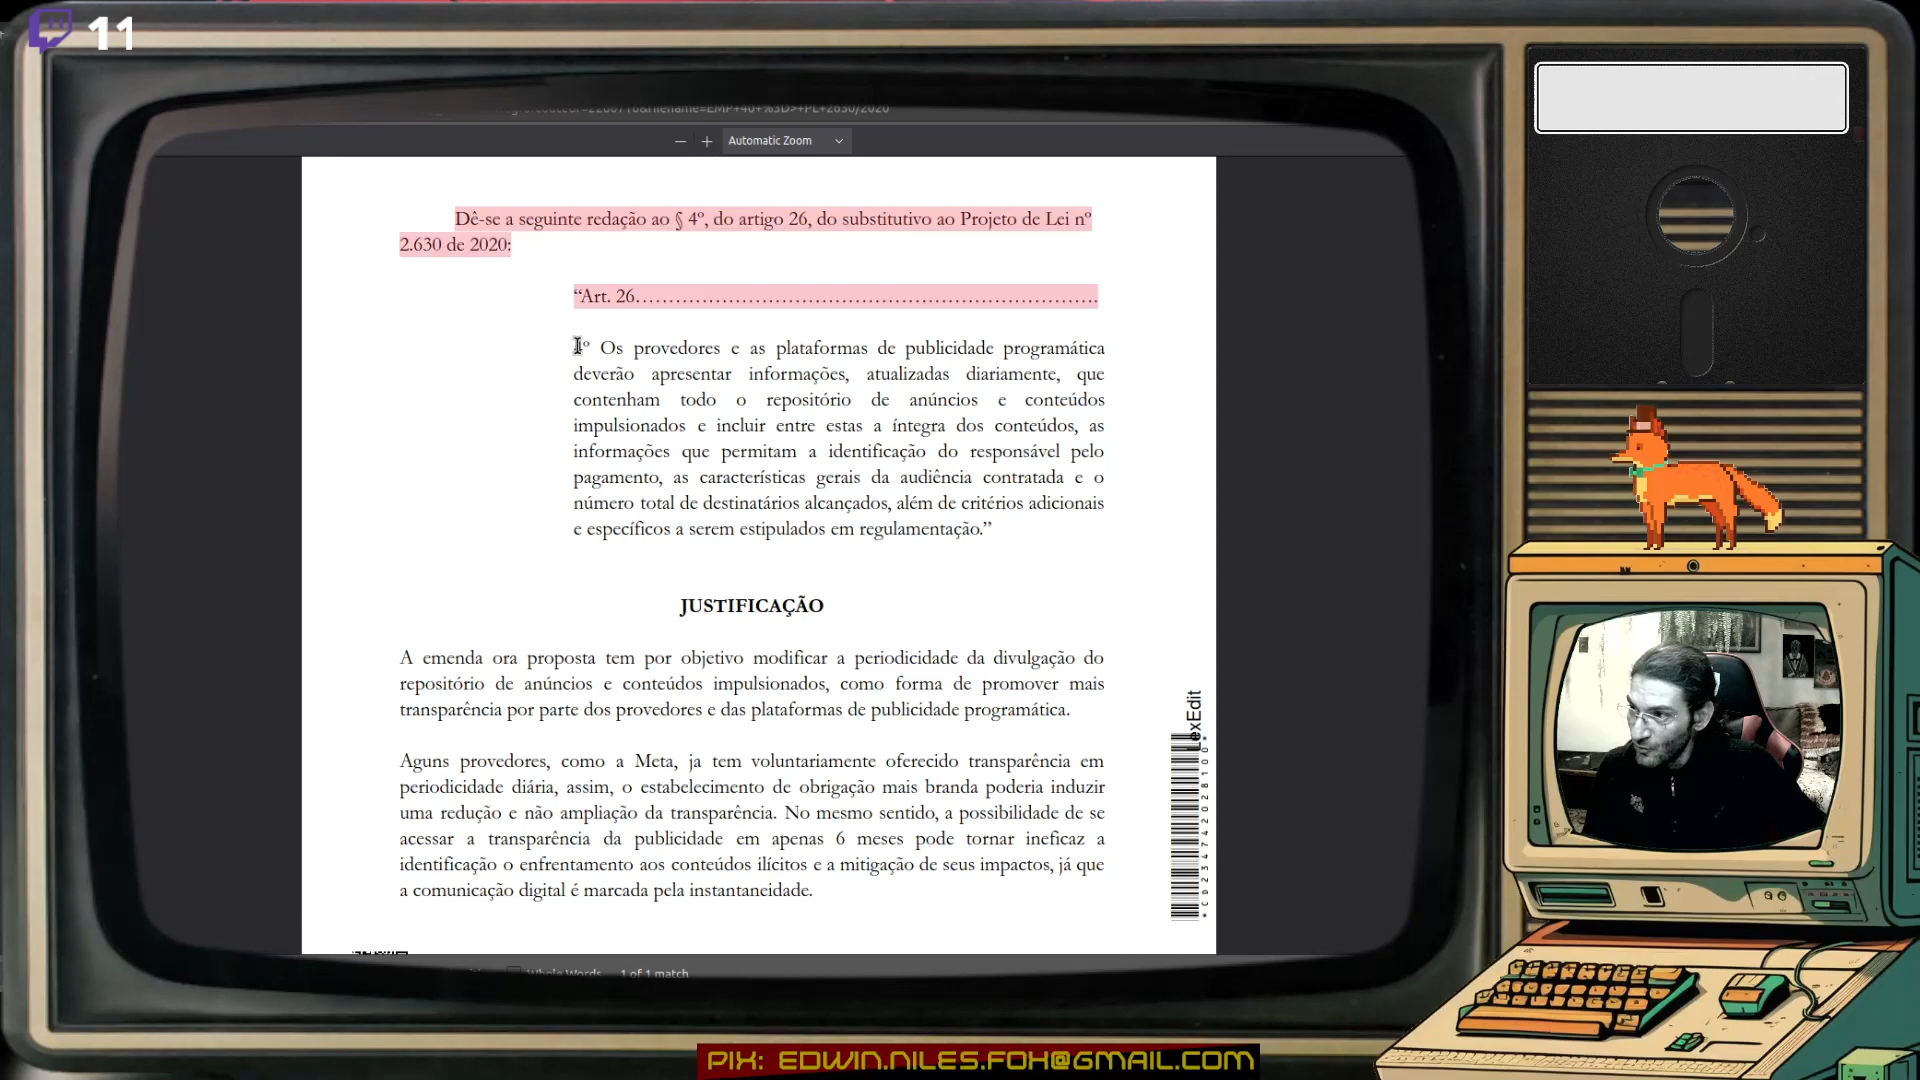 11
Automatic Zoom
Dê-se a seguinte redação ao § 4º, do artigo 26, do substitutivo ao Projeto de Lei nº
2.630 de 2020:
“Art. 26……………………………………………………………..
º Os provedores e as plataformas de publicidade programática
deverão apresentar informações, atualizadas diariamente, que
contenham todo o repositório de anúncios e conteúdos
impulsionados e incluir entre estas a íntegra dos conteúdos, as
informações que permitam a identificação do responsável pelo
pagamento, as características gerais da audiência contratada e o
número total de destinatários alcançados, além de critérios adicionais
e específicos a serem estipulados em regulamentação.”
JUSTIFICAÇÃO
A emenda ora proposta tem por objetivo modificar a periodicidade da divulgação do
repositório de anúncios e conteúdos impulsionados, como forma de promover mais
transparência por parte dos provedores e das plataformas de publicidade programática.
Aguns provedores, como a Meta, ja tem voluntariamente oferecido transparência em
periodicidade diária, assim, o estabelecimento de obrigação mais branda poderia induzir
uma redução e não ampliação da transparência. No mesmo sentido, a possibilidade de se
acessar a transparência da publicidade em apenas 6 meses pode tornar ineficaz a
identificação o enfrentamento aos conteúdos ilícitos e a mitigação de seus impactos, já que
a comunicação digital é marcada pela instantaneidade.
LexEdit
*CD234742028100*
Whole Words 1 of 1 match
PIX: EDWIN.NILES.FOH@GMAIL.COM